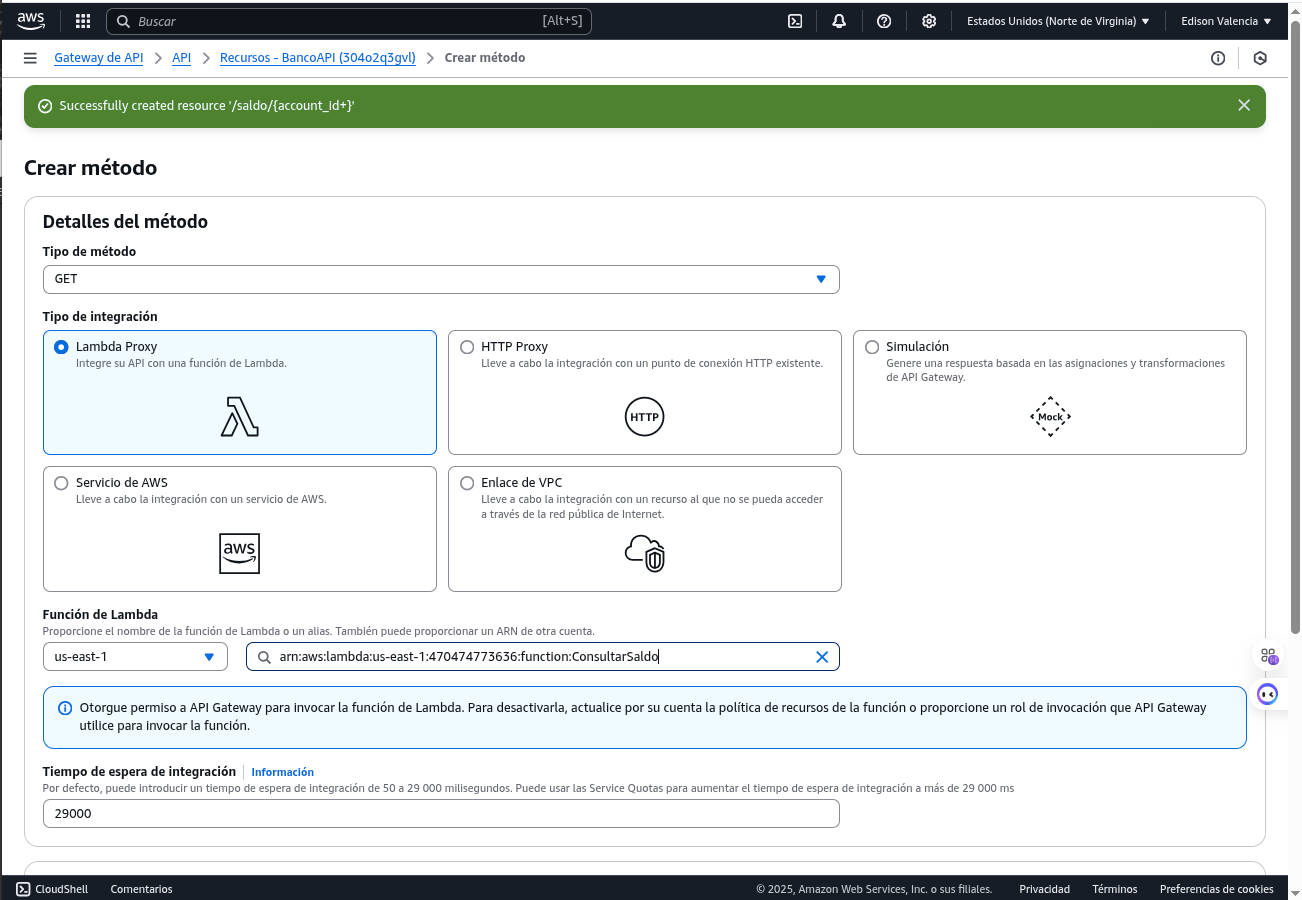 aws
Buscar
[Alt+S]
Estados Unidos (Norte de Virginia)
Edison Valencia
Gateway de API
API
Recursos - BancoAPI (304o2q3gvl)
Crear método
Successfully created resource '/saldo/{account_id+}'
Crear método
Detalles del método
Tipo de método
GET
Tipo de integración
Lambda Proxy
Integre su API con una función de Lambda.
HTTP Proxy
Lleve a cabo la integración con un punto de conexión HTTP existente.
HTTP
Simulación
Genere una respuesta basada en las asignaciones y transformaciones
de API Gateway.
Mock
Servicio de AWS
Lleve a cabo la integración con un servicio de AWS.
aws
Enlace de VPC
Lleve a cabo la integración con un recurso al que no se pueda acceder
a través de la red pública de Internet.
Función de Lambda
Proporcione el nombre de la función de Lambda o un alias. También puede proporcionar un ARN de otra cuenta.
us-east-1
arn:aws:lambda:us-east-1:470474773636:function:ConsultarSaldo
Otorgue permiso a API Gateway para invocar la función de Lambda. Para desactivarla, actualice por su cuenta la política de recursos de la función o proporcione un rol de invocación que API Gateway
utilice para invocar la función.
Tiempo de espera de integración
Información
Por defecto, puede introducir un tiempo de espera de integración de 50 a 29 000 milisegundos. Puede usar las Service Quotas para aumentar el tiempo de espera de integración a más de 29 000 ms
29000
CloudShell
Comentarios
© 2025, Amazon Web Services, Inc. o sus filiales.
Privacidad
Términos
Preferencias de cookies